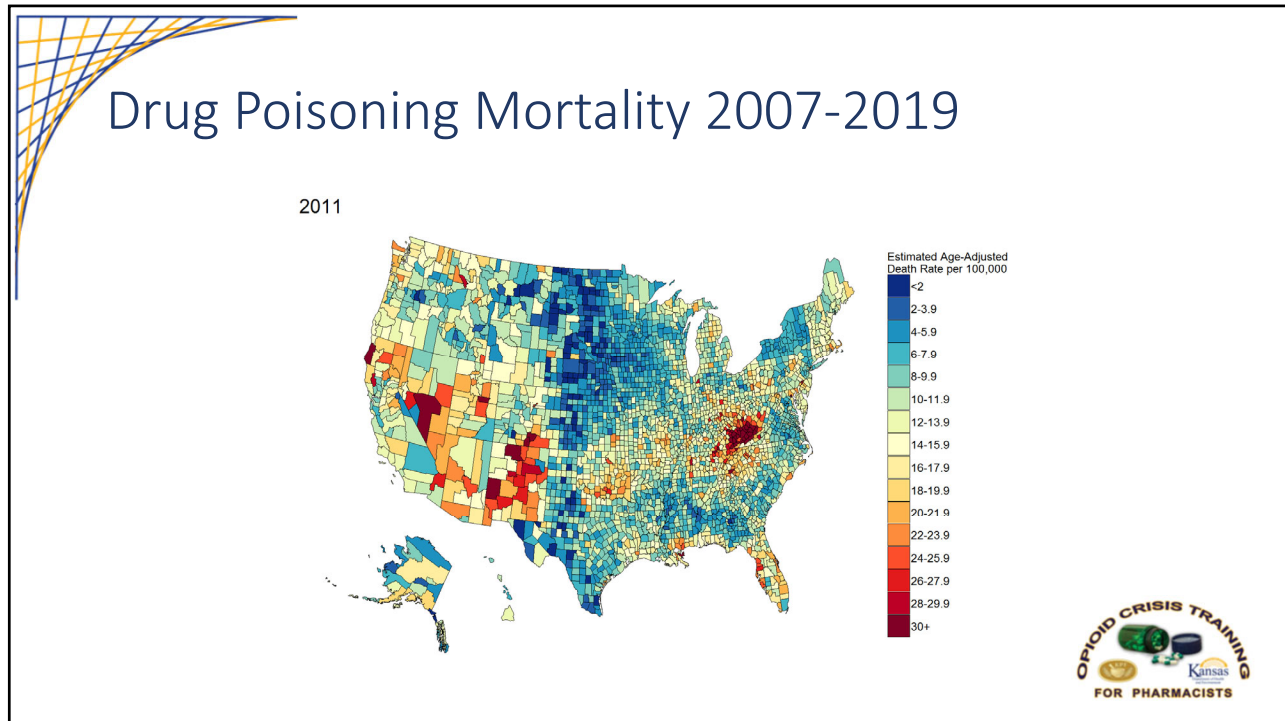 Drug Poisoning Mortality 2007-2019
2011
Estimated Age-Adjusted
Death Rate per 100,000
<2
2-3.9
4-5.9
6-7.9
8-9.9
10-11.9
12-13.9
14-15.9
16-17.9
18-19.9
20-21.9
22-23.9
24-25.9
26-27.9
28-29.9
30+
OPIOID CRISIS TRAINING
Kansas
FOR PHARMACISTS